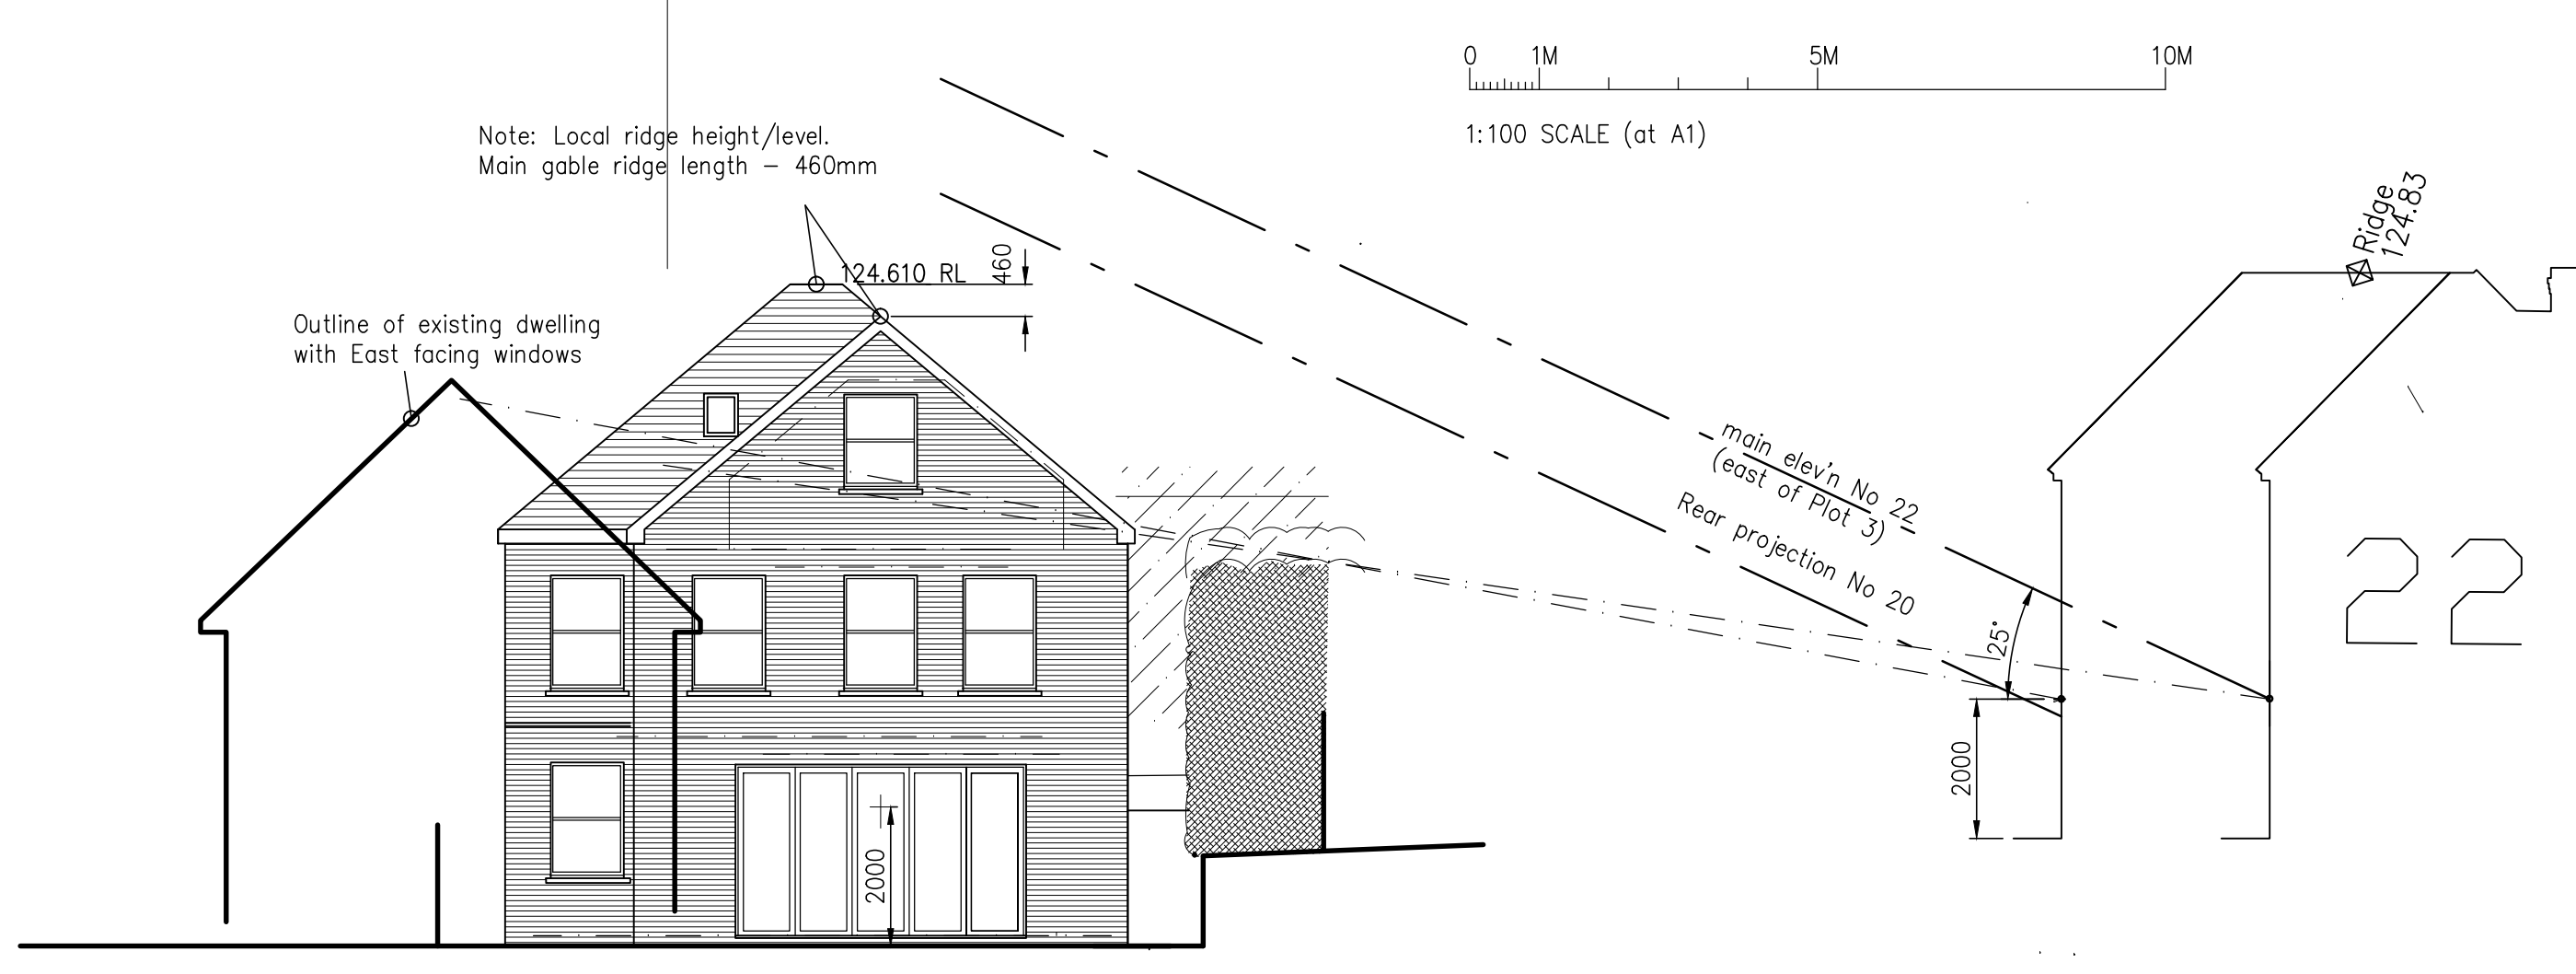 0 1M 5M 10M
1:100 SCALE (at A1)
Note: Local ridge height/level.
Main gable ridge length - 460mm
Ridge
124.83
124.610 RL
460
Outline of existing dwelling
with East facing windows
main elev'n No 22
(east of Plot 3)
Rear projection No 20
25°
22
2000
2000